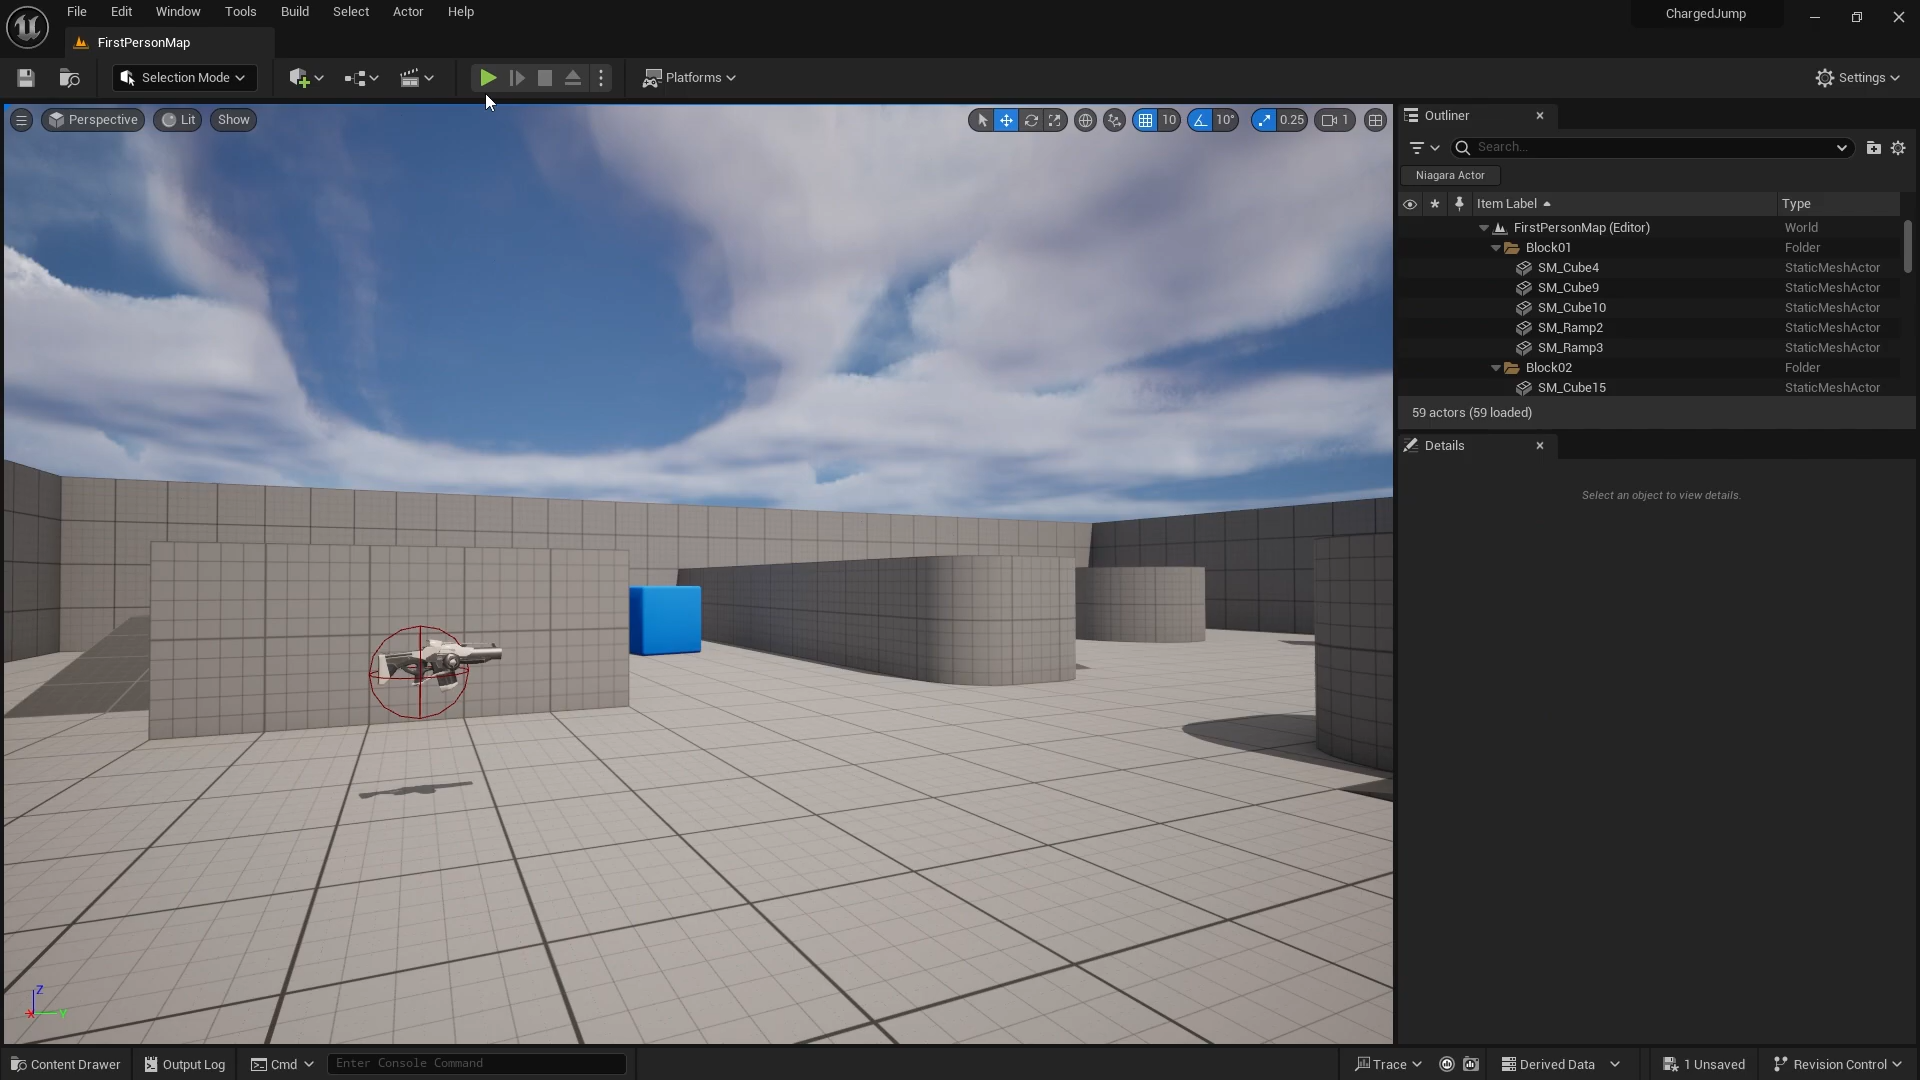 File Edit Window Tools Build Select Actor Help
ChargedJump
FirstPersonMap
Selection Mode
Platforms
Settings
Perspective Lit Show
10 10° 0.25 1
Outliner
Search...
Niagara Actor
Item Label Type
FirstPersonMap (Editor) World
Block01 Folder
SM_Cube4 StaticMeshActor
SM_Cube9 StaticMeshActor
SM_Cube10 StaticMeshActor
SM_Ramp2 StaticMeshActor
SM_Ramp3 StaticMeshActor
Block02 Folder
SM_Cube15 StaticMeshActor
59 actors (59 loaded)
Details
Select an object to view details.
Z
X Y
Content Drawer Output Log Cmd Enter Console Command Trace Derived Data 1 Unsaved Revision Control